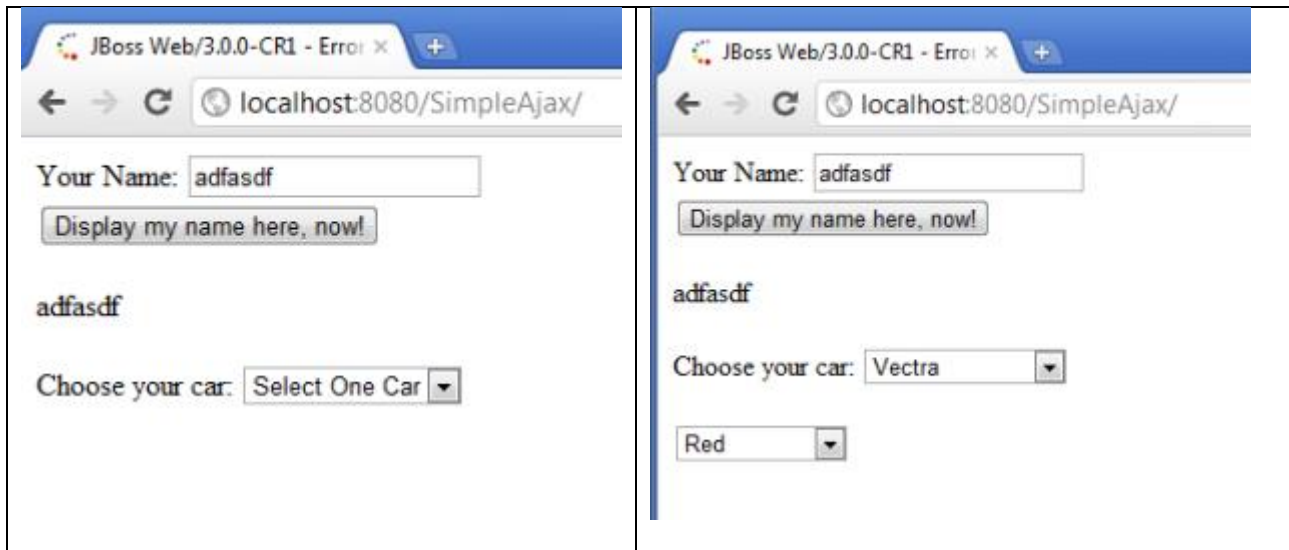 JBoss Web/3.0.0-CR1 - Error
localhost:8080/SimpleAjax/
Your Name: adfasdf
Display my name here, now!
adfasdf
Choose your car: Select One Car
JBoss Web/3.0.0-CR1 - Error
localhost:8080/SimpleAjax/
Your Name: adfasdf
Display my name here, now!
adfasdf
Choose your car: Vectra
Red